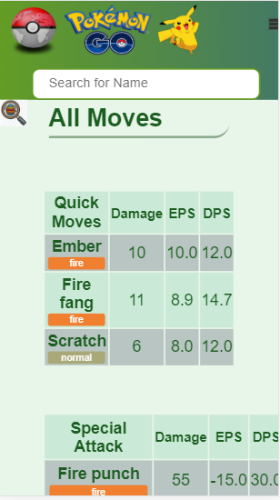 POKéMON
GO
Search for Name
All Moves
Quick Moves Damage EPS DPS
Ember 10 10.0 12.0
fire
Fire fang 11 8.9 14.7
fire
Scratch 6 8.0 12.0
normal
Special Attack Damage EPS DPS
Fire punch 55 -15.0 30.0
fire